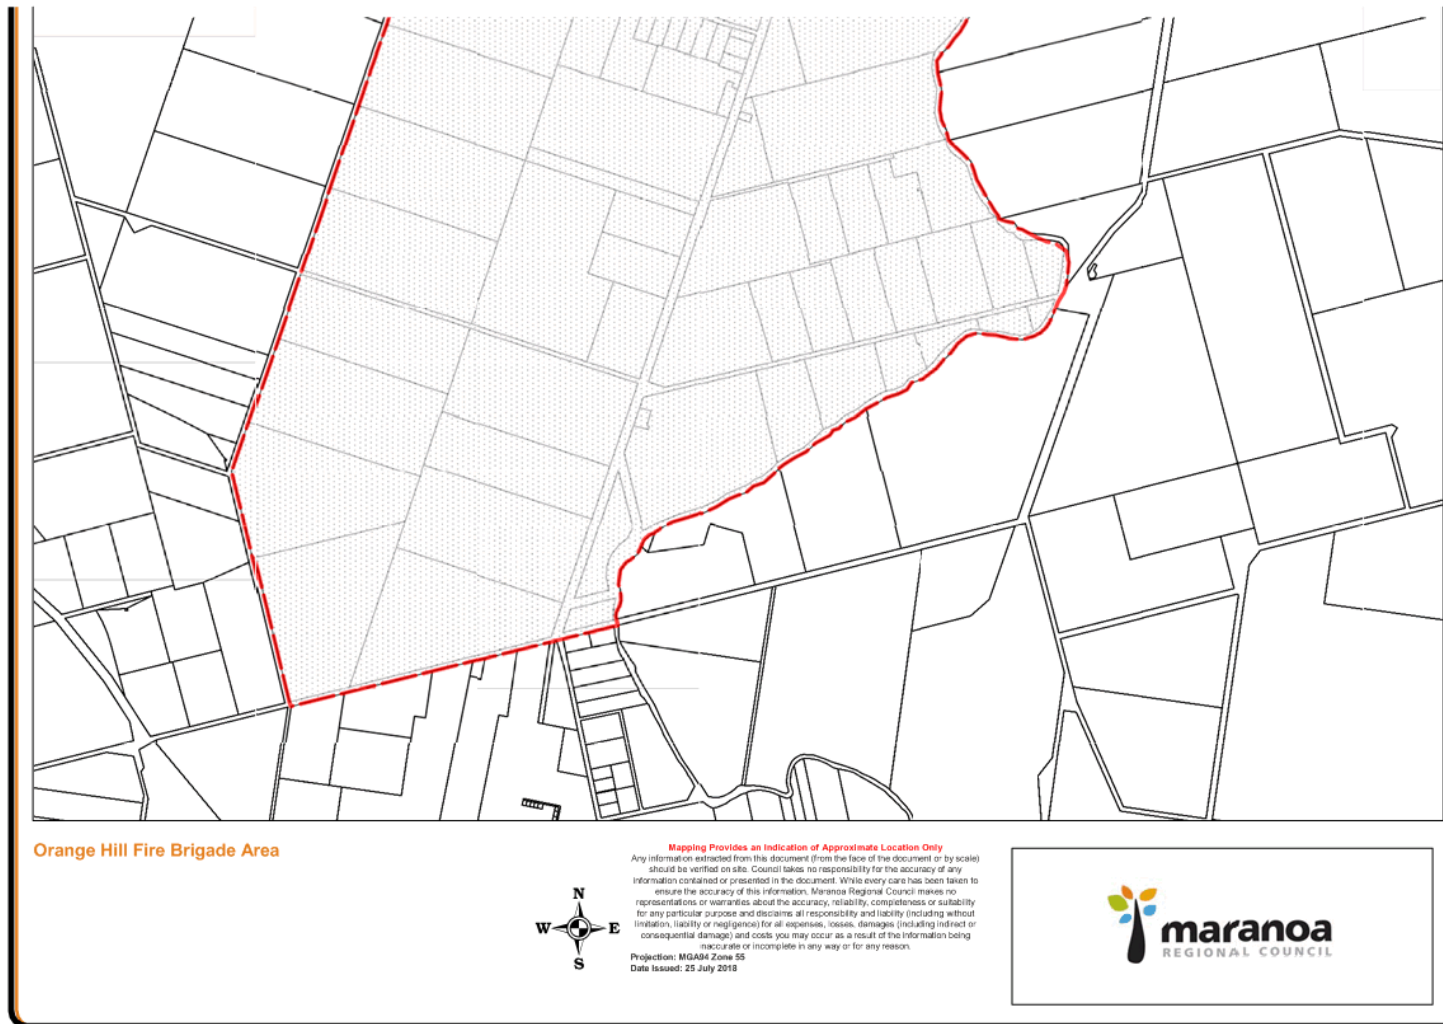 Orange Hill Fire Brigade Area
Mapping Provides an Indication of Approximate Location Only
Any information extracted from this document (from the face of the document or by scale)
should be verified on site. Council takes no responsibility for the accuracy of any
information contained or presented in the document. While every care has been taken to
ensure the accuracy of this information, Maranoa Regional Council makes no
representations or warranties about the accuracy, reliability, completeness or suitability
for any particular purpose and disclaims all responsibility and liability (including without
limitation, liability or negligence) for all expenses, losses, damages (including indirect or
consequential damage) and costs you may occur as a result of the information being
inaccurate or incomplete in any way or for any reason.
Projection: MGA94 Zone 55
Date Issued: 25 July 2018
N
W E
S
maranoa
REGIONAL COUNCIL